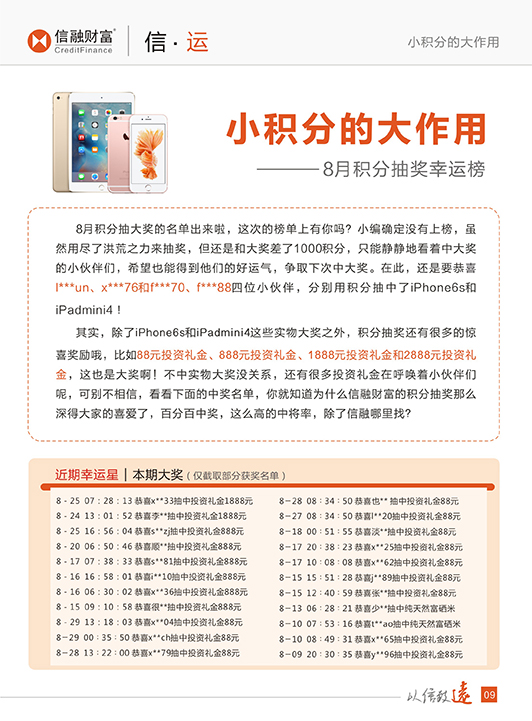 信融财富®
CreditFinance
信·运
小积分的大作用
小积分的大作用
———8月积分抽奖幸运榜
8月积分抽大奖的名单出来啦，这次的榜单上有你吗？小编确定没有上榜，虽
然用尽了洪荒之力来抽奖，但还是和大奖差了1000积分，只能静静地看着中大奖
的小伙伴们，希望也能得到他们的好运气，争取下次中大奖。在此，还是要恭喜
l***un、x***76和f***70、f***88四位小伙伴，分别用积分抽中了iPhone6s和
iPadmini4！
其实，除了iPhone6s和iPadmini4这些实物大奖之外，积分抽奖还有很多的惊
喜奖励哦，比如88元投资礼金、888元投资礼金、1888元投资礼金和2888元投资礼
金，这也是大奖啊！不中实物大奖没关系，还有很多投资礼金在呼唤着小伙伴们
呢，可别不相信，看看下面的中奖名单，你就知道为什么信融财富的积分抽奖那么
深得大家的喜爱了，百分百中奖，这么高的中将率，除了信融哪里找？
近期幸运星 | 本期大奖（仅截取部分获奖名单）
8－25 07：28：13 恭喜x**33抽中投资礼金1888元
8－24 13：01：52 恭喜李**抽中投资礼金1888元
8－25 16：56：04 恭喜s**zj抽中投资礼金888元
8－20 06：50：46 恭喜顺**抽中投资礼金888元
8－17 07：38：33 恭喜s**81抽中投资礼金888元
8－16 16：58：01 恭喜i**10抽中投资礼金888元
8－16 06：30：02 恭喜x**36抽中投资礼金888元
8－15 09：10：58 恭喜很**抽中投资礼金888元
8－29 13：18：03 恭喜x**04抽中投资礼金88元
8－29 00：35：50 恭喜x**ch抽中投资礼金88元
8－28 13：22：00 恭喜x**79抽中投资礼金88元
8－28 08：34：50 恭喜也** 抽中投资礼金88元
8－27 08：34：50 恭喜l**20抽中投资礼金88元
8－18 00：51：55 恭喜淡**抽中投资礼金88元
8－17 20：38：23 恭喜x**25抽中投资礼金88元
8－17 10：08：08 恭喜x**62抽中投资礼金88元
8－15 15：51：28 恭喜j**89抽中投资礼金88元
8－15 12：40：59 恭喜张**抽中投资礼金88元
8－13 06：28：21 恭喜少**抽中纯天然富硒米
8－10 07：53：16 恭喜t**ao抽中纯天然富硒米
8－10 08：49：31 恭喜x**65抽中投资礼金88元
8－09 20：30：35 恭喜y**96抽中投资礼金88元
以信致遠
09